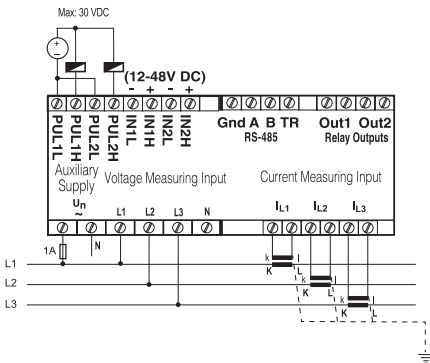 Max: 30 VDC
+
−
(12-48V DC)
- + - +
PUL1L PUL1H PUL2L PUL2H IN1L IN1H IN2L IN2H
Gnd A B TR
RS-485
Out1 Out2
Relay Outputs
Auxiliary
Supply
Voltage Measuring Input
Current Measuring Input
Un
~
L1 L2 L3 N
IL1 IL2 IL3
1A
N
L1
k l
K L
L2
k l
K L
L3
k l
K L